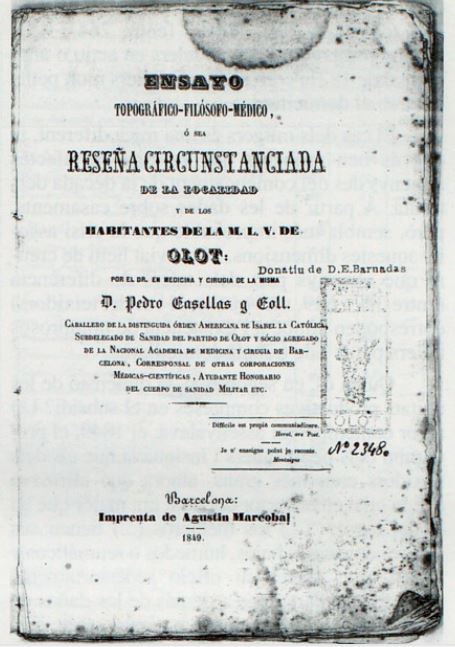 ENSAYO
TOPOGRÁFICO-FILÓSOFO-MÉDICO,
Ó SEA
RESEÑA CIRCUNSTANCIADA
DE LA LOCALIDAD
Y DE LOS
HABITANTES DE LA M. L. V. DE
OLOT.
Donatiu de D.E.Barnadas
POR EL DR. EN MEDICINA Y CIRUGIA DE LA MISMA
D. Pedro Casellas y Coll.
CABALLERO DE LA DISTINGUIDA ÓRDEN AMERICANA DE ISABEL LA CATÓLICA,
SUBDELEGADO DE SANIDAD DEL PARTIDO DE OLOT Y SÓCIO AGREGADO
DE LA NACIONAL ACADEMIA DE MEDICINA Y CIRUGIA DE BAR-
CELONA, CORRESPONSAL DE OTRAS CORPORACIONES
MÉDICAS-CIENTÍFICAS, AYUDANTE HONORARIO
DEL CUERPO DE SANIDAD MILITAR ETC.
OLOT
Difficile est propriè communiadicere.
Horat. ars Poet.
Je n' enseigne point je raconte.
Montaigne
Nº 2348.
Barcelona:
Imprenta de Agustin Marcobal
1849.